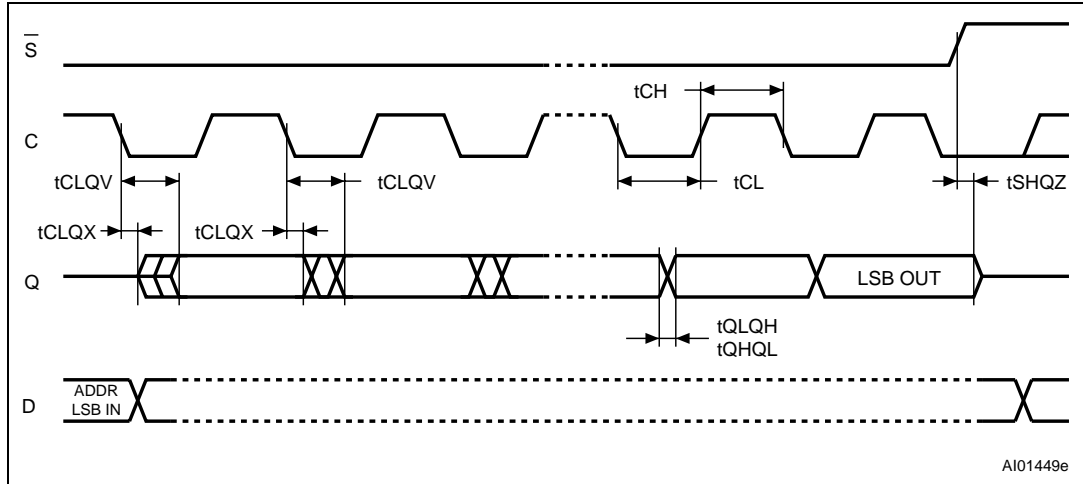 S̅
tCH
C
tCLQV
tCLQV
tCL
tSHQZ
tCLQX
tCLQX
Q
LSB OUT
tQLQH
tQHQL
D
ADDR
LSB IN
AI01449e